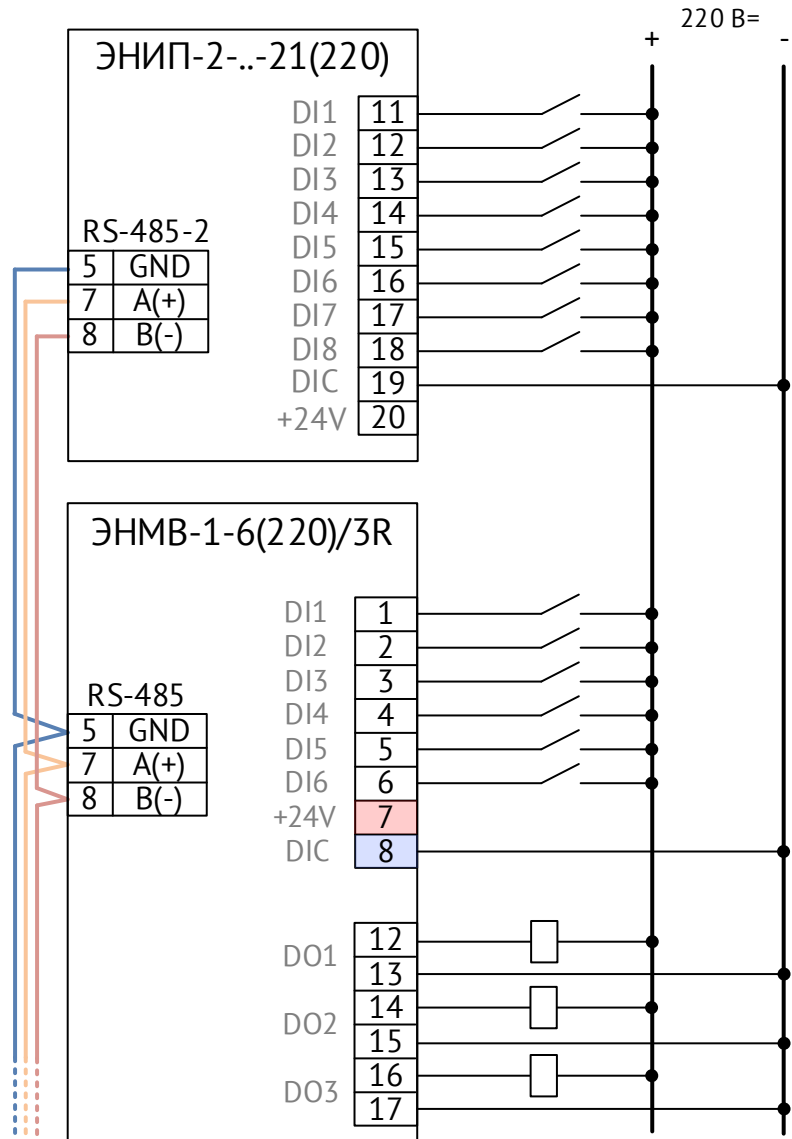 220 В=
+ -
ЭНИП-2-..-21(220)
DI1 11
DI2 12
DI3 13
DI4 14
DI5 15
DI6 16
DI7 17
DI8 18
DIC 19
+24V 20
RS-485-2
5 GND
7 A(+)
8 B(-)
ЭНМВ-1-6(220)/3R
DI1 1
DI2 2
DI3 3
DI4 4
DI5 5
DI6 6
+24V 7
DIC 8
RS-485
5 GND
7 A(+)
8 B(-)
DO1 12
13
DO2 14
15
DO3 16
17